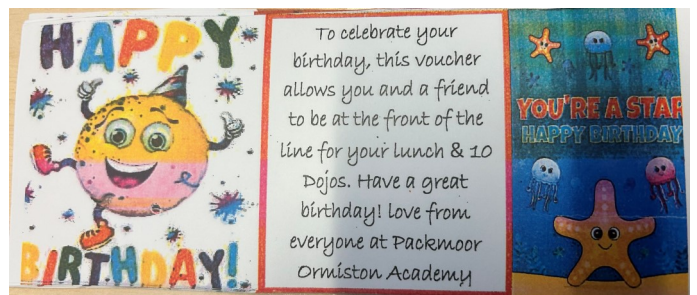 HAPPY
BIRTHDAY!
To celebrate your
birthday, this voucher
allows you and a friend
to be at the front of the
line for your lunch & 10
Dojos. Have a great
birthday! love from
everyone at Packmoor
Ormiston Academy
YOU'RE A STAR
HAPPY BIRTHDAY